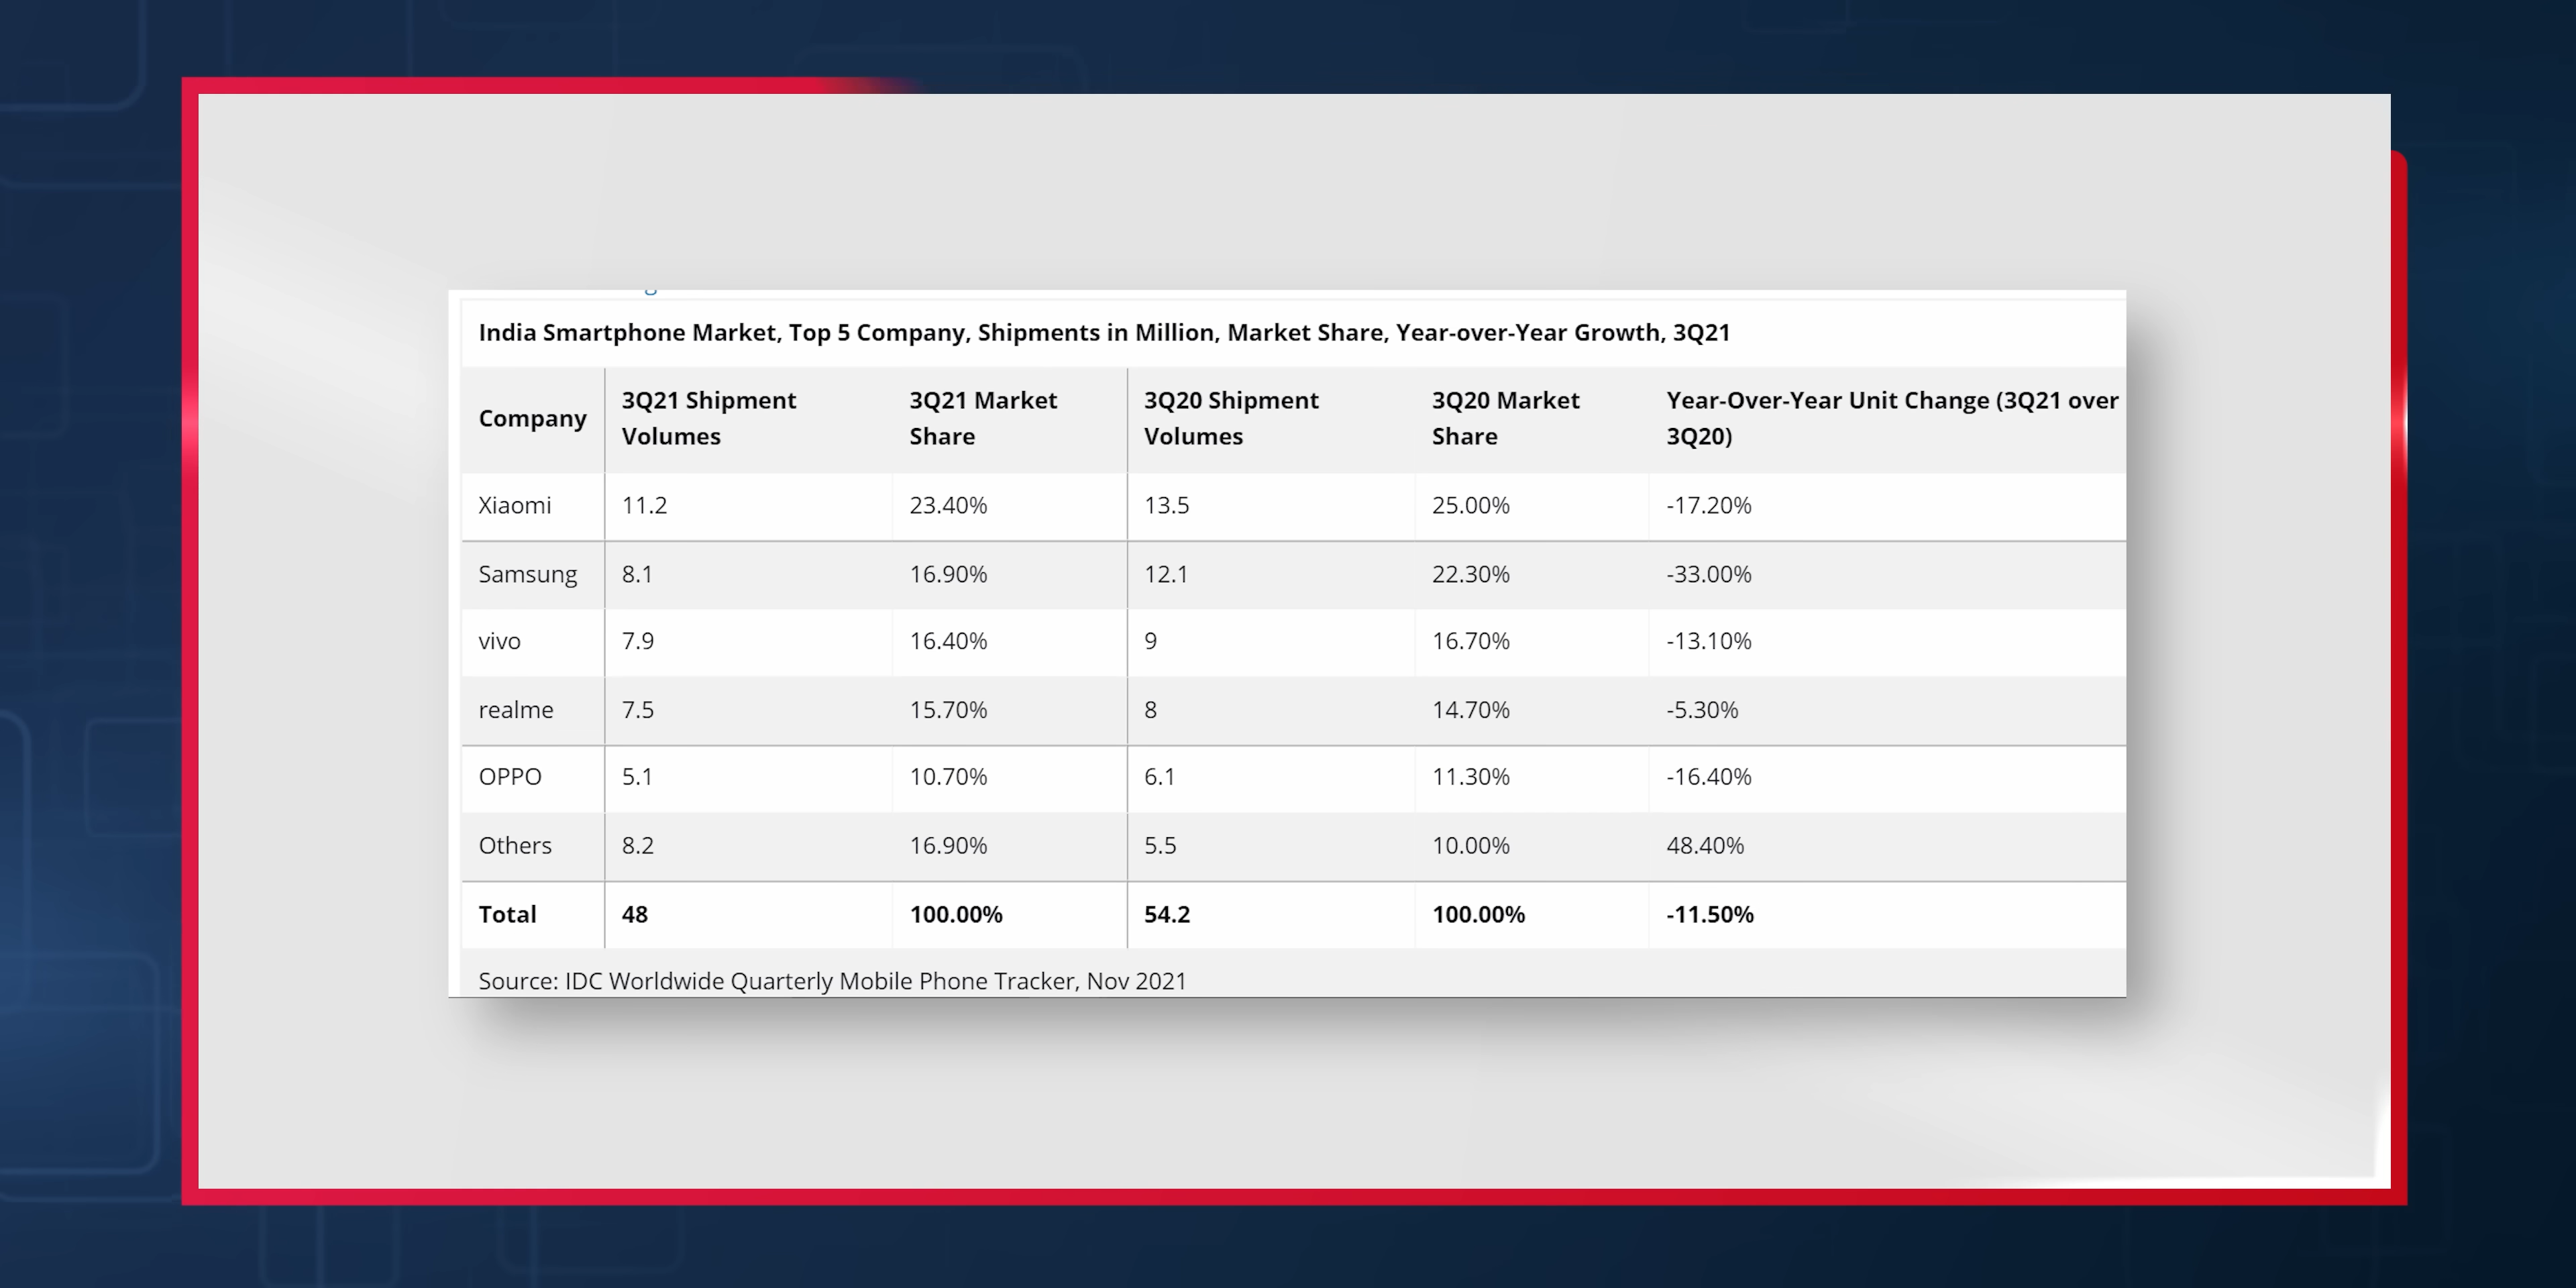 India Smartphone Market, Top 5 Company, Shipments in Million, Market Share, Year-over-Year Growth, 3Q21
Company 3Q21 Shipment Volumes 3Q21 Market Share 3Q20 Shipment Volumes 3Q20 Market Share Year-Over-Year Unit Change (3Q21 over 3Q20)
Xiaomi 11.2 23.40% 13.5 25.00% -17.20%
Samsung 8.1 16.90% 12.1 22.30% -33.00%
vivo 7.9 16.40% 9 16.70% -13.10%
realme 7.5 15.70% 8 14.70% -5.30%
OPPO 5.1 10.70% 6.1 11.30% -16.40%
Others 8.2 16.90% 5.5 10.00% 48.40%
Total 48 100.00% 54.2 100.00% -11.50%
Source: IDC Worldwide Quarterly Mobile Phone Tracker, Nov 2021